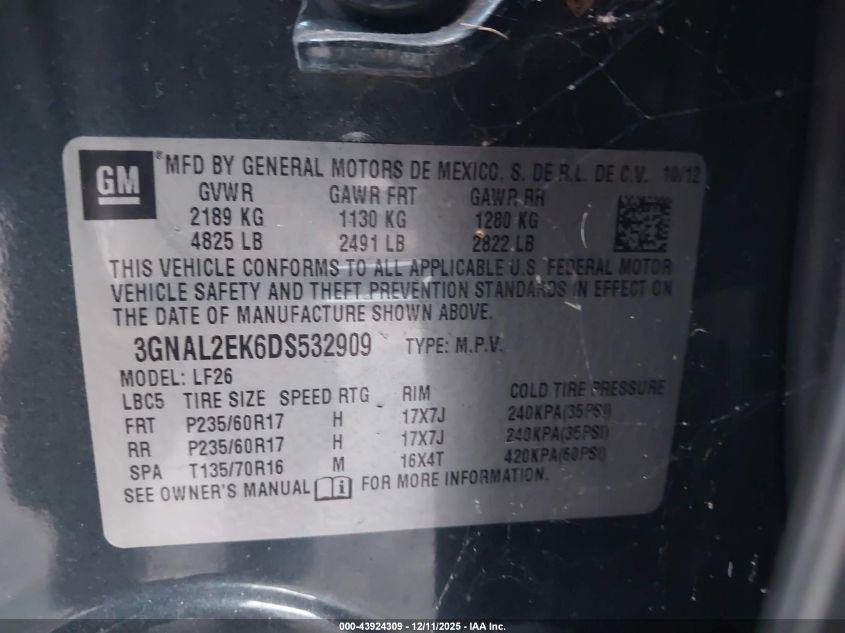 GM
® MFD BY GENERAL MOTORS DE MEXICO, S. DE R.L. DE C.V. 10/12
GVWR GAWR FRT GAWR RR
2189 KG 1130 KG 1280 KG
4825 LB 2491 LB 2822 LB
THIS VEHICLE CONFORMS TO ALL APPLICABLE U.S. FEDERAL MOTOR
VEHICLE SAFETY AND THEFT PREVENTION STANDARDS IN EFFECT ON
THE DATE OF MANUFACTURE SHOWN ABOVE.
3GNAL2EK6DS532909 TYPE: M.P.V.
MODEL: LF26
LBC5 TIRE SIZE SPEED RTG RIM COLD TIRE PRESSURE
FRT P235/60R17 H 17X7J 240KPA(35PSI)
RR P235/60R17 H 17X7J 240KPA(35PSI)
SPA T135/70R16 M 16X4T 420KPA(60PSI)
SEE OWNER'S MANUAL i FOR MORE INFORMATION.
000-43924309 - 12/11/2025 - IAA Inc.